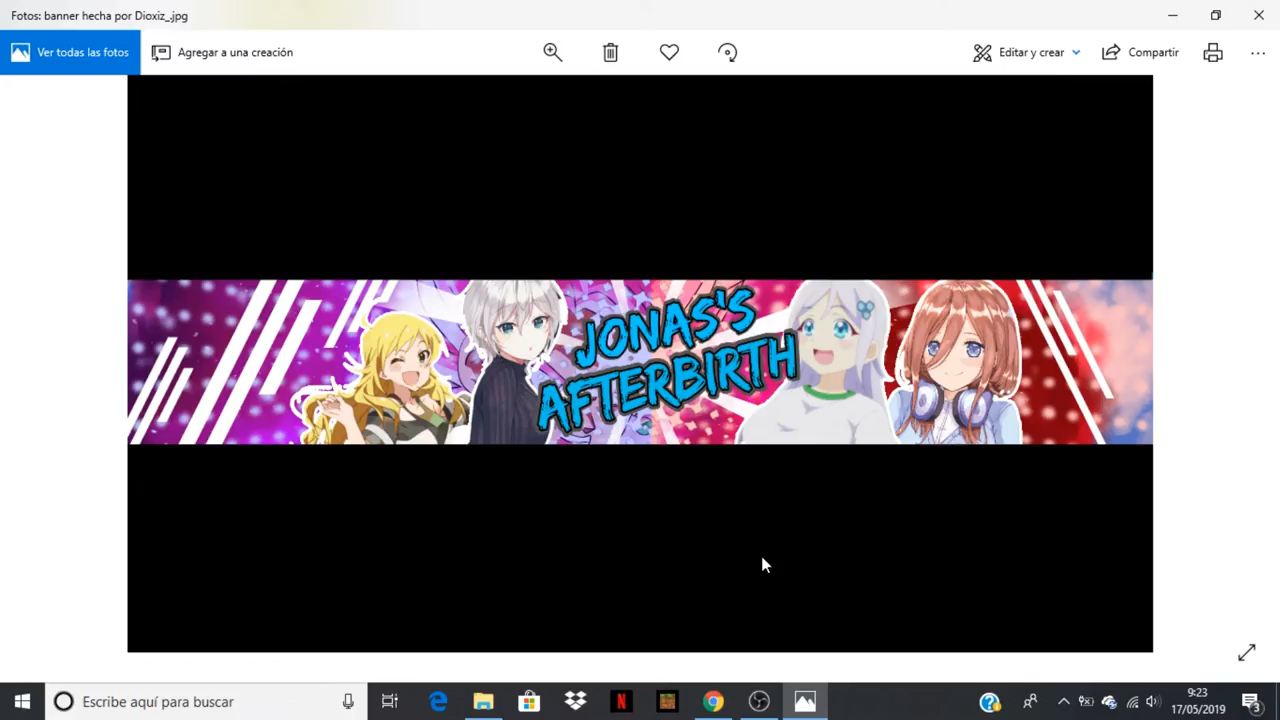 Fotos: banner hecha por Dioxiz_.jpg
Ver todas las fotos
Agregar a una creación
Editar y crear
Compartir
JONAS'S
AFTERBIRTH
Escribe aquí para buscar
N
9:23
17/05/2019
3